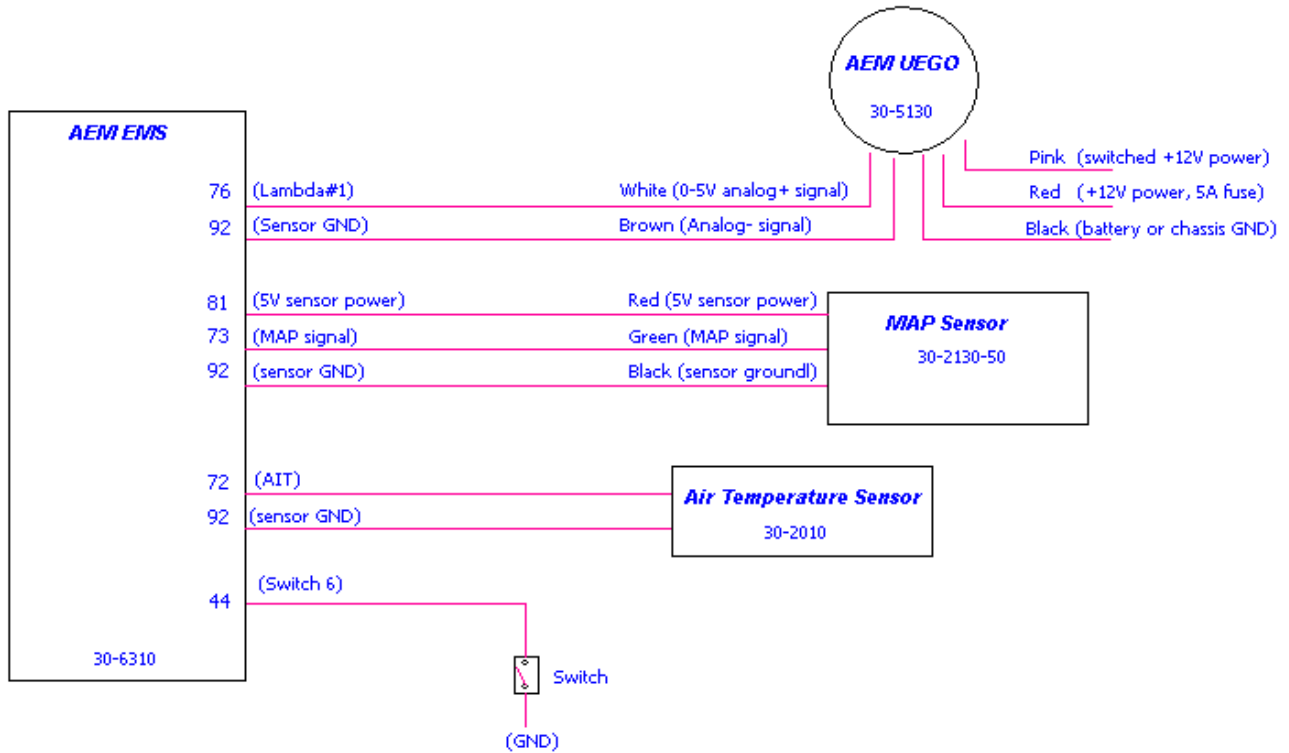 AEM UEGO
30-5130
Pink (switched +12V power)
Red (+12V power, 5A fuse)
Black (battery or chassis GND)
AEM EMS
76 (Lambda#1) White (0-5V analog+ signal)
92 (Sensor GND) Brown (Analog- signal)
81 (5V sensor power) Red (5V sensor power)
73 (MAP signal) Green (MAP signal)
92 (sensor GND) Black (sensor groundl)
MAP Sensor
30-2130-50
72 (AIT)
92 (sensor GND)
Air Temperature Sensor
30-2010
44 (Switch 6)
30-6310
Switch
(GND)